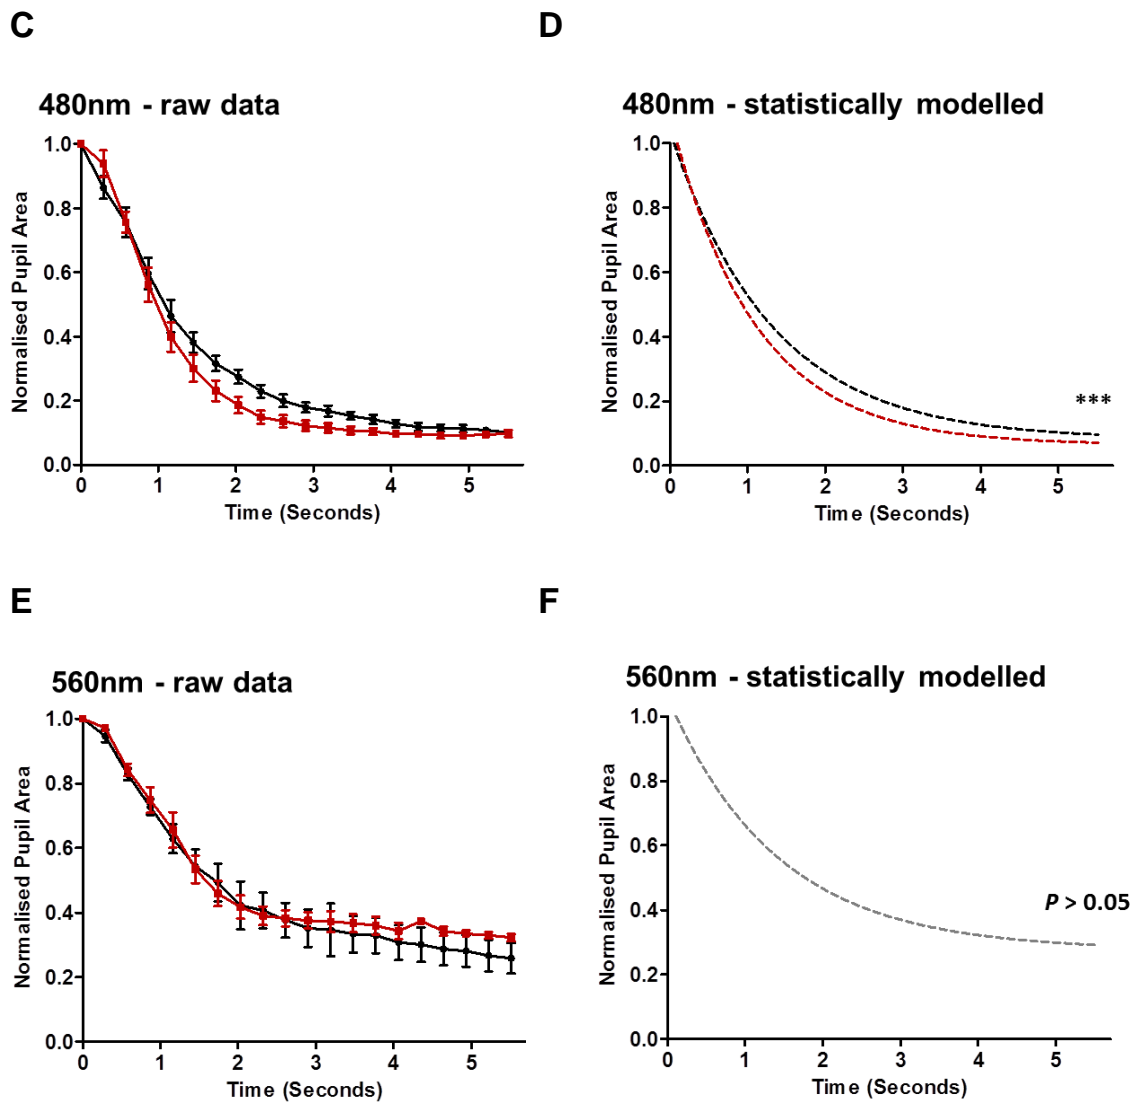 C
480nm - raw data
Normalised Pupil Area
1.0
0.8
0.6
0.4
0.2
0.0
0 1 2 3 4 5
Time (Seconds)
D
480nm - statistically modelled
Normalised Pupil Area
1.0
0.8
0.6
0.4
0.2
0.0
***
0 1 2 3 4 5
Time (Seconds)
E
560nm - raw data
Normalised Pupil Area
1.0
0.8
0.6
0.4
0.2
0.0
0 1 2 3 4 5
Time (Seconds)
F
560nm - statistically modelled
Normalised Pupil Area
1.0
0.8
0.6
0.4
0.2
0.0
P > 0.05
0 1 2 3 4 5
Time (Seconds)